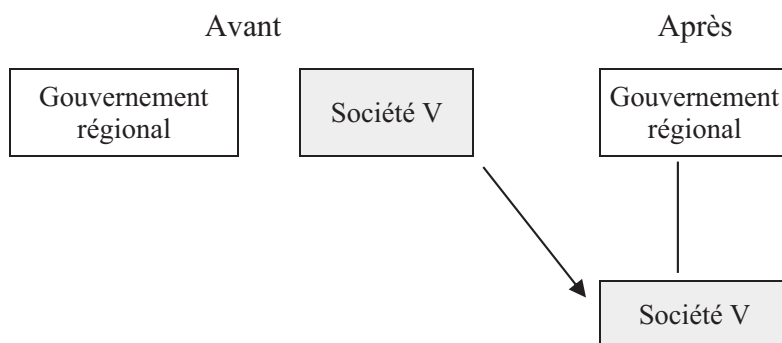 Avant
Après
Gouvernement
régional
Société V
Gouvernement
régional
Société V